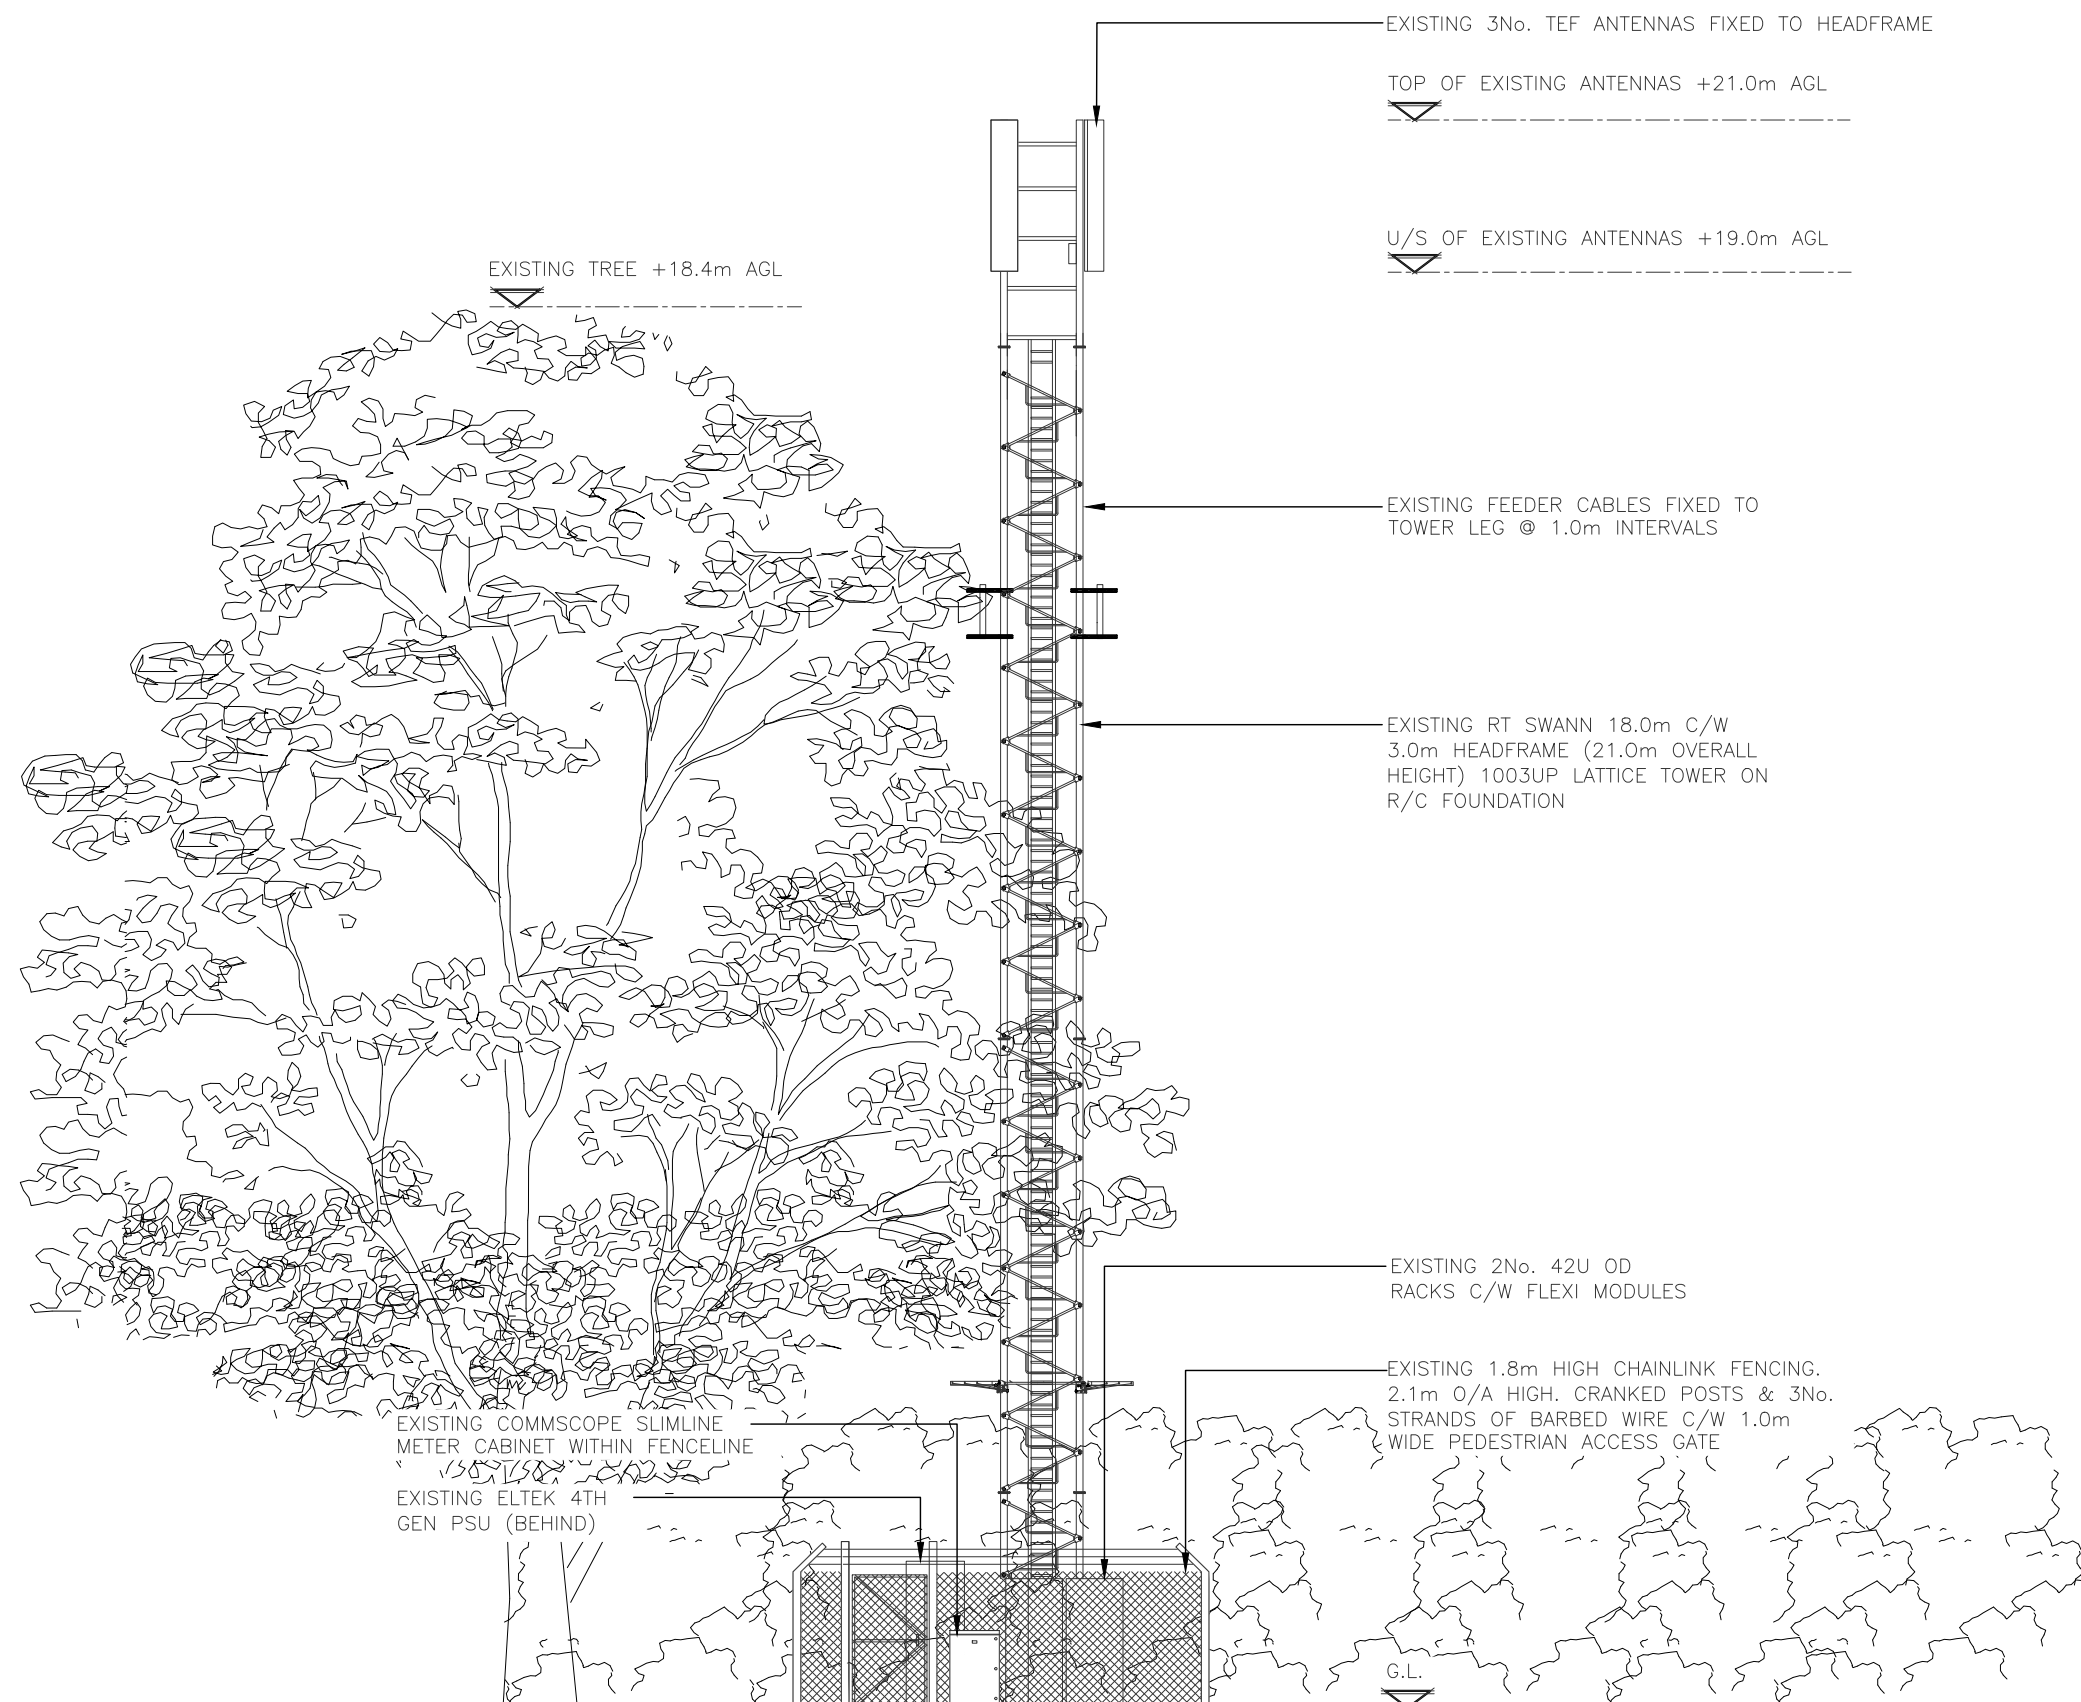 EXISTING 3No. TEF ANTENNAS FIXED TO HEADFRAME
TOP OF EXISTING ANTENNAS +21.0m AGL
U/S OF EXISTING ANTENNAS +19.0m AGL
EXISTING TREE +18.4m AGL
EXISTING FEEDER CABLES FIXED TO
TOWER LEG @ 1.0m INTERVALS
EXISTING RT SWANN 18.0m C/W
3.0m HEADFRAME (21.0m OVERALL
HEIGHT) 1003UP LATTICE TOWER ON
R/C FOUNDATION
EXISTING 2No. 42U OD
RACKS C/W FLEXI MODULES
EXISTING 1.8m HIGH CHAINLINK FENCING.
2.1m O/A HIGH. CRANKED POSTS & 3No.
STRANDS OF BARBED WIRE C/W 1.0m
WIDE PEDESTRIAN ACCESS GATE
EXISTING COMMSCOPE SLIMLINE
METER CABINET WITHIN FENCELINE
EXISTING ELTEK 4TH
GEN PSU (BEHIND)
G.L.